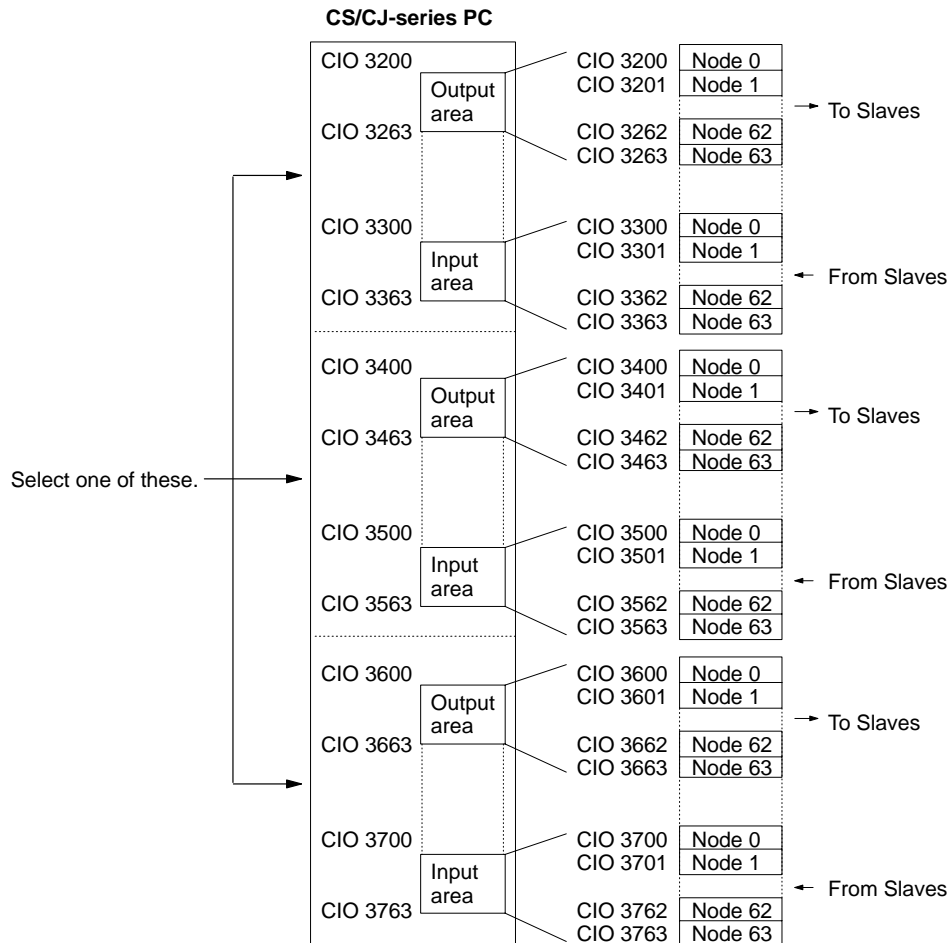 CS/CJ-series PC
CIO 3200
Output
area
CIO 3263
CIO 3200 Node 0
CIO 3201 Node 1
CIO 3262 Node 62
CIO 3263 Node 63
To Slaves
CIO 3300
Input
area
CIO 3363
CIO 3300 Node 0
CIO 3301 Node 1
CIO 3362 Node 62
CIO 3363 Node 63
From Slaves
CIO 3400
Output
area
CIO 3463
CIO 3400 Node 0
CIO 3401 Node 1
CIO 3462 Node 62
CIO 3463 Node 63
To Slaves
Select one of these.
CIO 3500
Input
area
CIO 3563
CIO 3500 Node 0
CIO 3501 Node 1
CIO 3562 Node 62
CIO 3563 Node 63
From Slaves
CIO 3600
Output
area
CIO 3663
CIO 3600 Node 0
CIO 3601 Node 1
CIO 3662 Node 62
CIO 3663 Node 63
To Slaves
CIO 3700
Input
area
CIO 3763
CIO 3700 Node 0
CIO 3701 Node 1
CIO 3762 Node 62
CIO 3763 Node 63
From Slaves